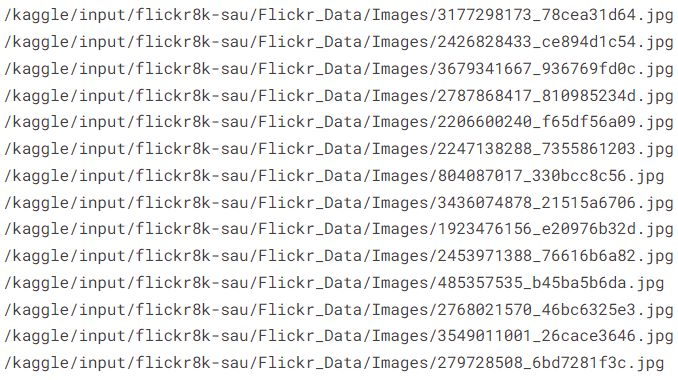 /kaggle/input/flickr8k-sau/Flickr_Data/Images/3177298173_78cea31d64.jpg
/kaggle/input/flickr8k-sau/Flickr_Data/Images/2426828433_ce894d1c54.jpg
/kaggle/input/flickr8k-sau/Flickr_Data/Images/3679341667_936769fd0c.jpg
/kaggle/input/flickr8k-sau/Flickr_Data/Images/2787868417_810985234d.jpg
/kaggle/input/flickr8k-sau/Flickr_Data/Images/2206600240_f65df56a09.jpg
/kaggle/input/flickr8k-sau/Flickr_Data/Images/2247138288_7355861203.jpg
/kaggle/input/flickr8k-sau/Flickr_Data/Images/804087017_330bcc8c56.jpg
/kaggle/input/flickr8k-sau/Flickr_Data/Images/3436074878_21515a6706.jpg
/kaggle/input/flickr8k-sau/Flickr_Data/Images/1923476156_e20976b32d.jpg
/kaggle/input/flickr8k-sau/Flickr_Data/Images/2453971388_76616b6a82.jpg
/kaggle/input/flickr8k-sau/Flickr_Data/Images/485357535_b45ba5b6da.jpg
/kaggle/input/flickr8k-sau/Flickr_Data/Images/2768021570_46bc6325e3.jpg
/kaggle/input/flickr8k-sau/Flickr_Data/Images/3549011001_26cace3646.jpg
/kaggle/input/flickr8k-sau/Flickr_Data/Images/279728508_6bd7281f3c.jpg